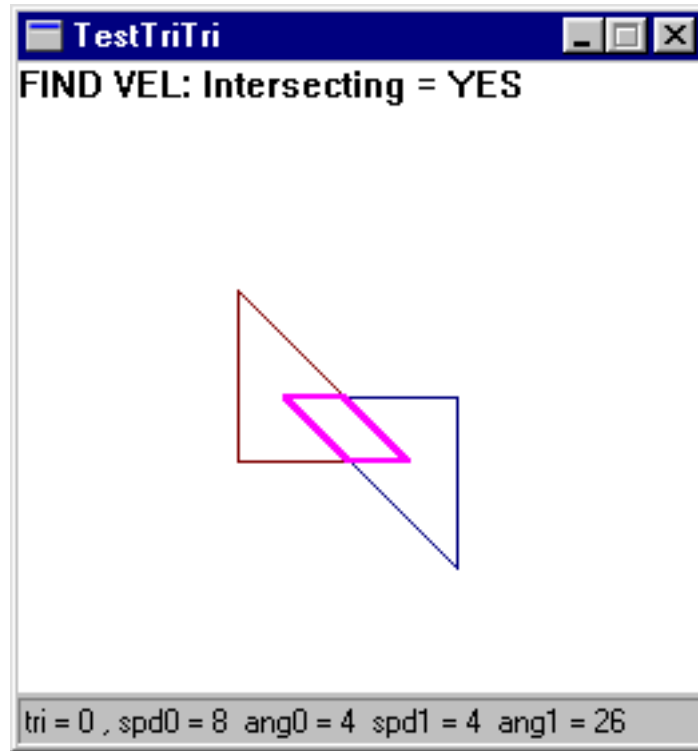 TestTriTri
FIND VEL: Intersecting = YES
tri = 0 , spd0 = 8 ang0 = 4 spd1 = 4 ang1 = 26